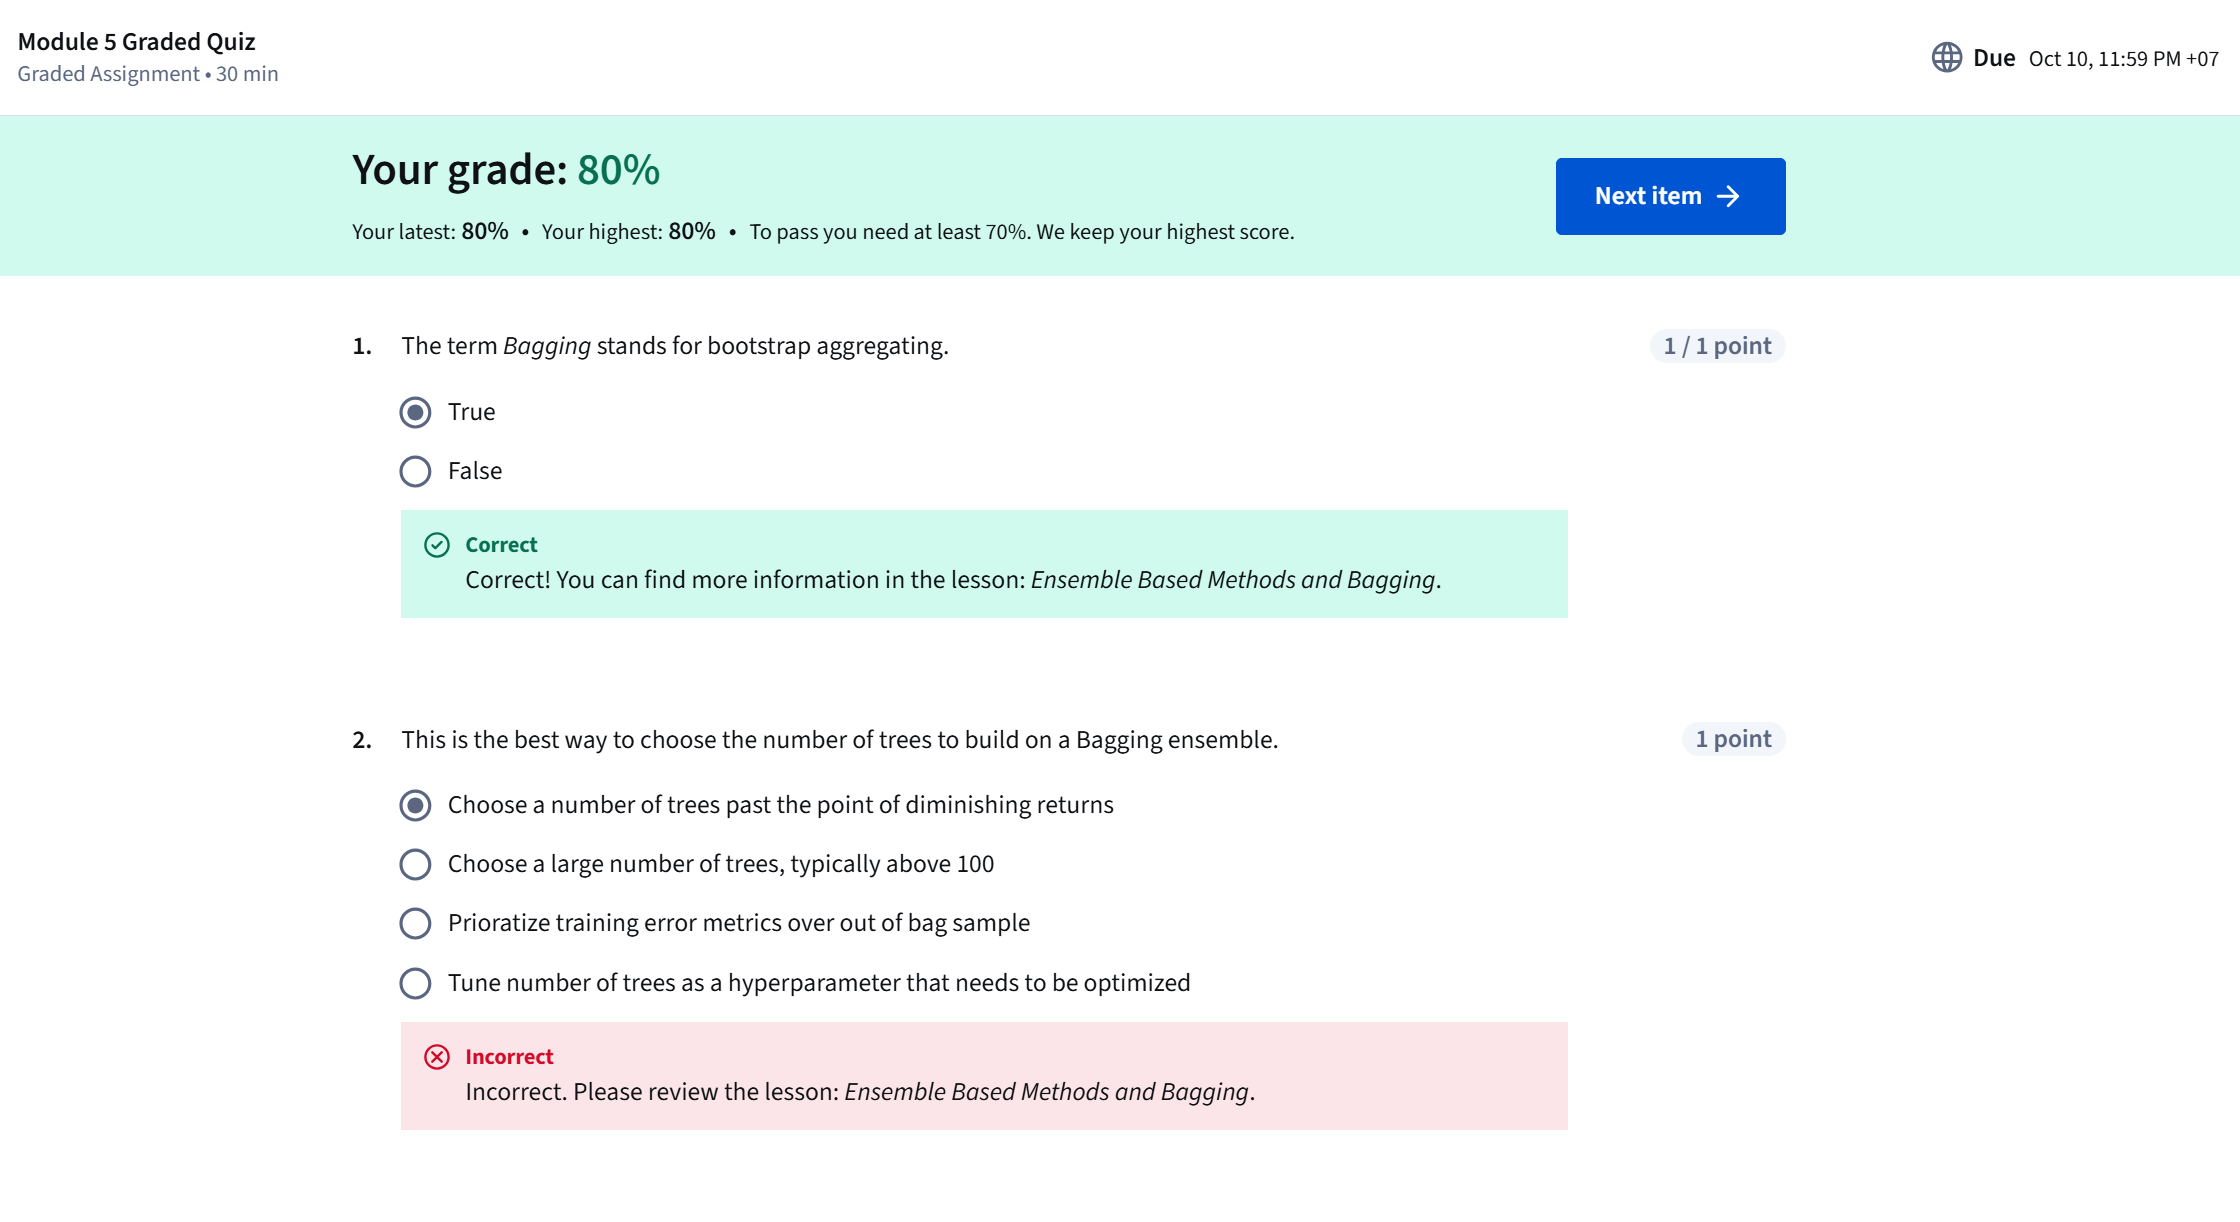 Module 5 Graded Quiz
Graded Assignment • 30 min
Due Oct 10, 11:59 PM +07
Your grade: 80%
Your latest: 80% • Your highest: 80% • To pass you need at least 70%. We keep your highest score.
Next item →
1. The term Bagging stands for bootstrap aggregating.
1 / 1 point
True
False
Correct
Correct! You can find more information in the lesson: Ensemble Based Methods and Bagging.
2. This is the best way to choose the number of trees to build on a Bagging ensemble.
1 point
Choose a number of trees past the point of diminishing returns
Choose a large number of trees, typically above 100
Prioratize training error metrics over out of bag sample
Tune number of trees as a hyperparameter that needs to be optimized
Incorrect
Incorrect. Please review the lesson: Ensemble Based Methods and Bagging.